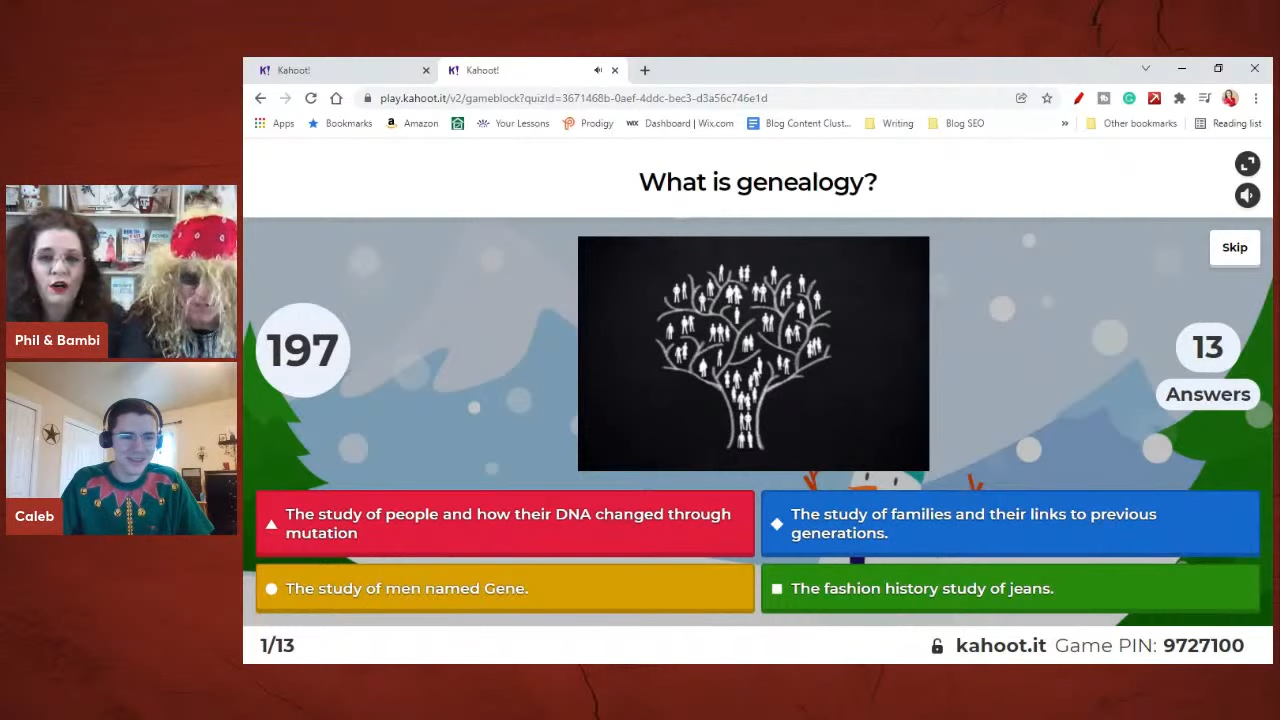 Kahoot!
Kahoot!
play.kahoot.it/v2/gameblock?quizId=3671468b-0aef-4ddc-bec3-d3a56c746e1d
Apps Bookmarks Amazon Your Lessons Prodigy WIX Dashboard | Wix.com Blog Content Clust... Writing Blog SEO » Other bookmarks Reading list
What is genealogy?
Skip
197
13
Answers
Phil & Bambi
Caleb
The study of people and how their DNA changed through
mutation
The study of families and their links to previous
generations.
The study of men named Gene.
The fashion history study of jeans.
1/13
kahoot.it Game PIN: 9727100